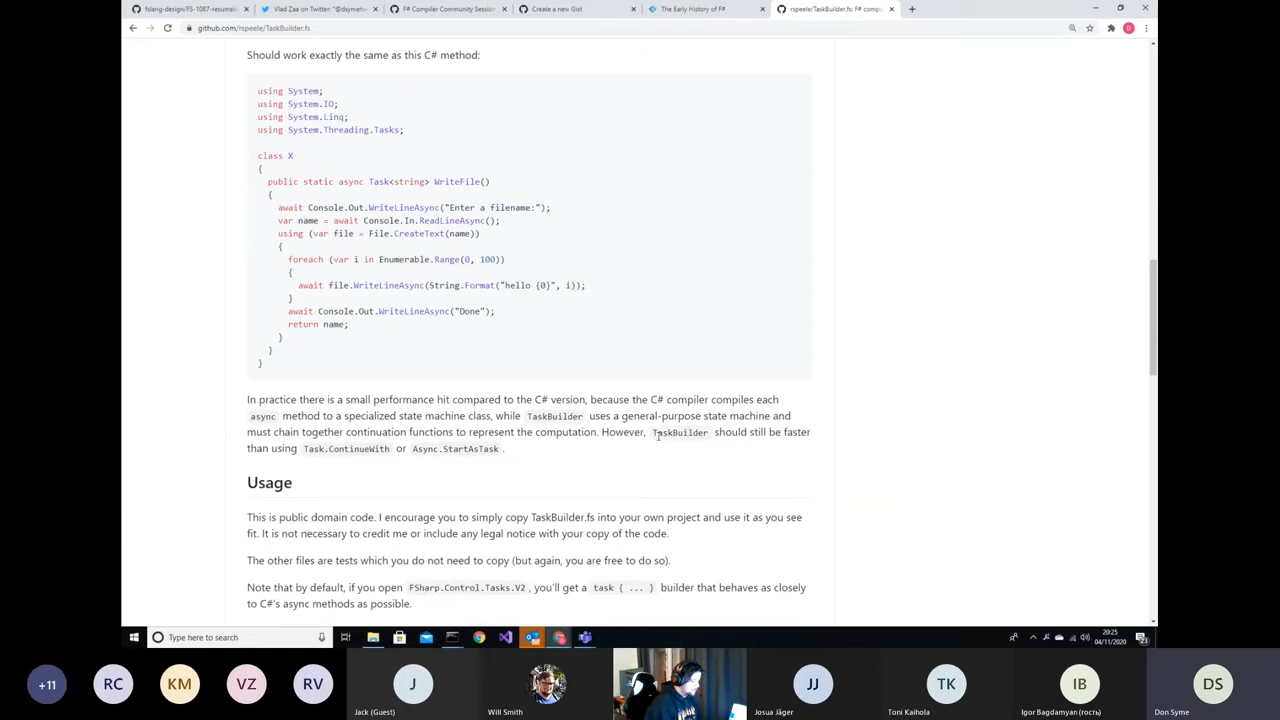 fslang-design/FS-1087-resumab
Vlad Zaa on Twitter: "@dsymetw
F# Compiler Community Sessio
Create a new Gist
The Early History of F#
rspeele/TaskBuilder.fs: F# compu
github.com/rspeele/TaskBuilder.fs
Should work exactly the same as this C# method:
using System;
using System.IO;
using System.Linq;
using System.Threading.Tasks;
class X
{
public static async Task<string> WriteFile()
{
await Console.Out.WriteLineAsync("Enter a filename:");
var name = await Console.In.ReadLineAsync();
using (var file = File.CreateText(name))
{
foreach (var i in Enumerable.Range(0, 100))
{
await file.WriteLineAsync(String.Format("hello {0}", i));
}
await Console.Out.WriteLineAsync("Done");
return name;
}
}
}
In practice there is a small performance hit compared to the C# version, because the C# compiler compiles each
async method to a specialized state machine class, while TaskBuilder uses a general-purpose state machine and
must chain together continuation functions to represent the computation. However, TaskBuilder should still be faster
than using Task.ContinueWith or Async.StartAsTask.
Usage
This is public domain code. I encourage you to simply copy TaskBuilder.fs into your own project and use it as you see
fit. It is not necessary to credit me or include any legal notice with your copy of the code.
The other files are tests which you do not need to copy (but again, you are free to do so).
Note that by default, if you open FSharp.Control.Tasks.V2, you'll get a task { ... } builder that behaves as closely
to C#'s async methods as possible.
Type here to search
20:25
04/11/2020
23
+11
RC
KM
VZ
RV
J
JJ
TK
IB
DS
Jack (Guest)
Will Smith
Josua Jäger
Toni Kaihola
Igor Bagdamyan (гость)
Don Syme